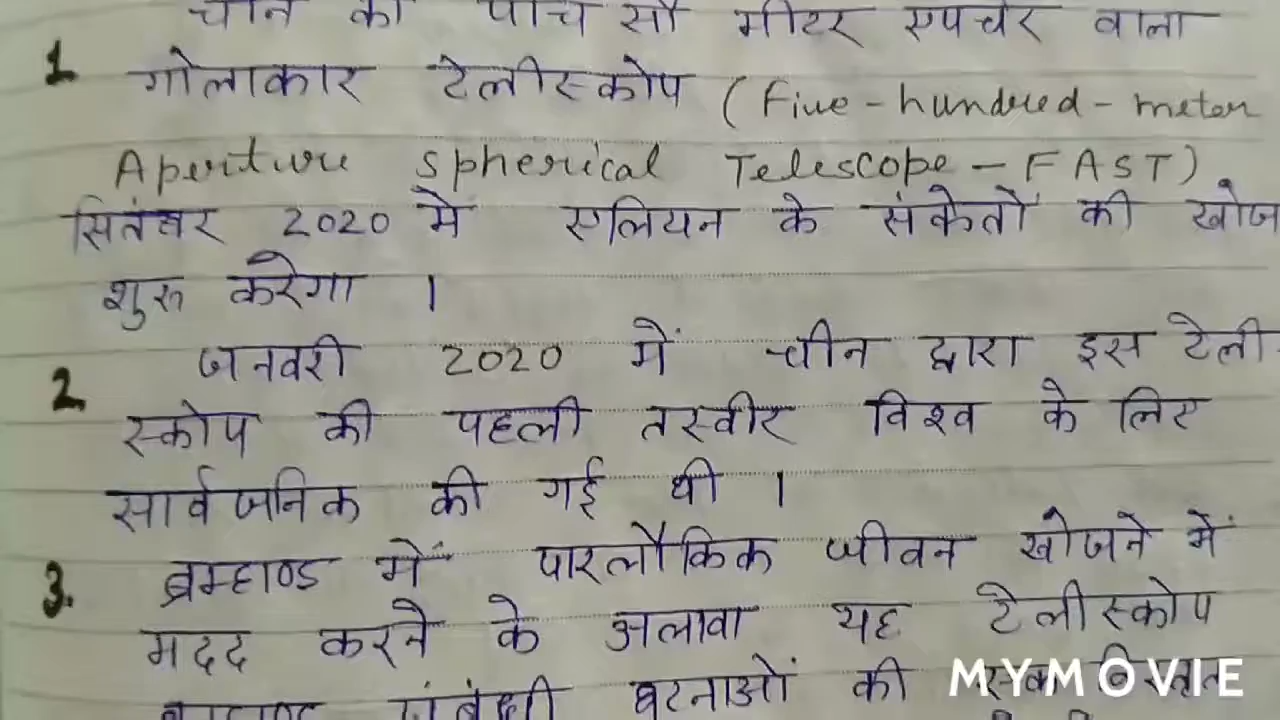 चीन का पांच सौ मीटर एपर्चर वाला
1 गोलाकार टेलीस्कोप (Five-hundred-meter
Aperture Spherical Telescope-FAST)
सितंबर 2020 में एलियन के संकेतों की खोज
शुरू करेगा ।
2 जनवरी 2020 में चीन द्वारा इस टेली-
स्कोप की पहली तस्वीर विश्व के लिए
सार्वजनिक की गई थी ।
3. ब्रम्हाण्ड में पारलौकिक जीवन खोजने में
मदद करने के अलावा यह टेलीस्कोप
संबंधी घटनाओं की
MYMOVIE